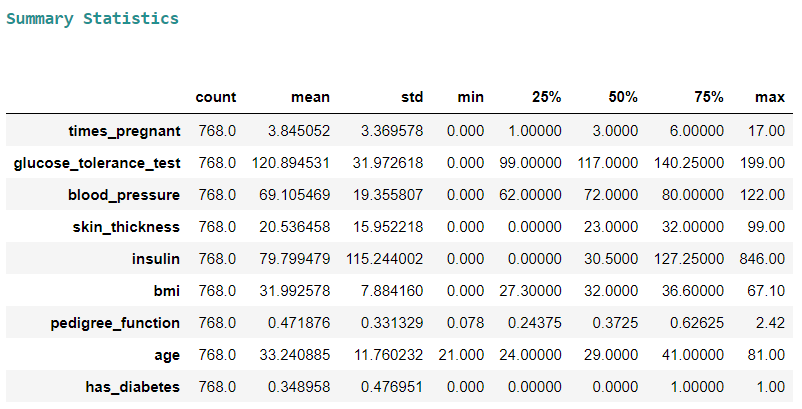 Summary Statistics
count mean std min 25% 50% 75% max
times_pregnant 768.0 3.845052 3.369578 0.000 1.00000 3.0000 6.00000 17.00
glucose_tolerance_test 768.0 120.894531 31.972618 0.000 99.00000 117.0000 140.25000 199.00
blood_pressure 768.0 69.105469 19.355807 0.000 62.00000 72.0000 80.00000 122.00
skin_thickness 768.0 20.536458 15.952218 0.000 0.00000 23.0000 32.00000 99.00
insulin 768.0 79.799479 115.244002 0.000 0.00000 30.5000 127.25000 846.00
bmi 768.0 31.992578 7.884160 0.000 27.30000 32.0000 36.60000 67.10
pedigree_function 768.0 0.471876 0.331329 0.078 0.24375 0.3725 0.62625 2.42
age 768.0 33.240885 11.760232 21.000 24.00000 29.0000 41.00000 81.00
has_diabetes 768.0 0.348958 0.476951 0.000 0.00000 0.0000 1.00000 1.00